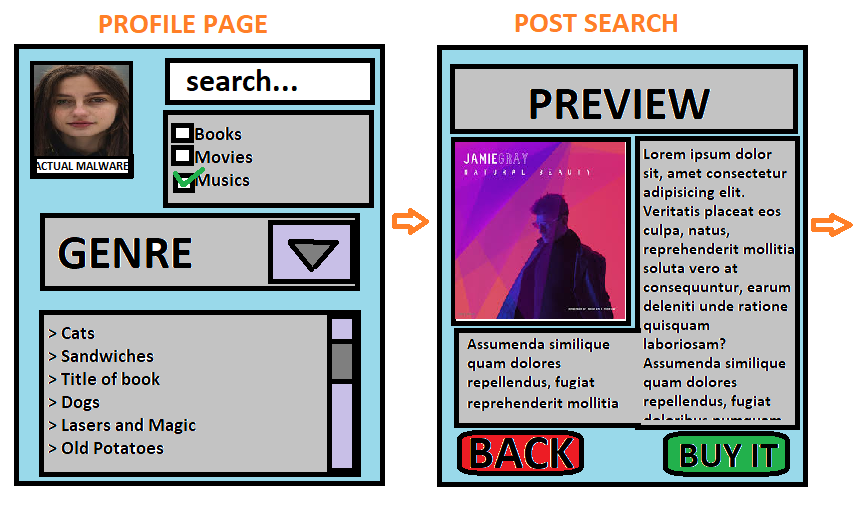 PROFILE PAGE
ACTUAL MALWARE
search...
Books
Movies
Musics
GENRE
> Cats
> Sandwiches
> Title of book
> Dogs
> Lasers and Magic
> Old Potatoes
POST SEARCH
PREVIEW
JAMIEGRAY
NATURAL BEAUTY
Assumenda similique
quam dolores
repellendus, fugiat
reprehenderit mollitia
Lorem ipsum dolor
sit, amet consectetur
adipisicing elit.
Veritatis placeat eos
culpa, natus,
reprehenderit mollitia
soluta vero at
consequuntur, earum
deleniti unde ratione
quisquam
laboriosam?
Assumenda similique
quam dolores
repellendus, fugiat
BACK
BUY IT